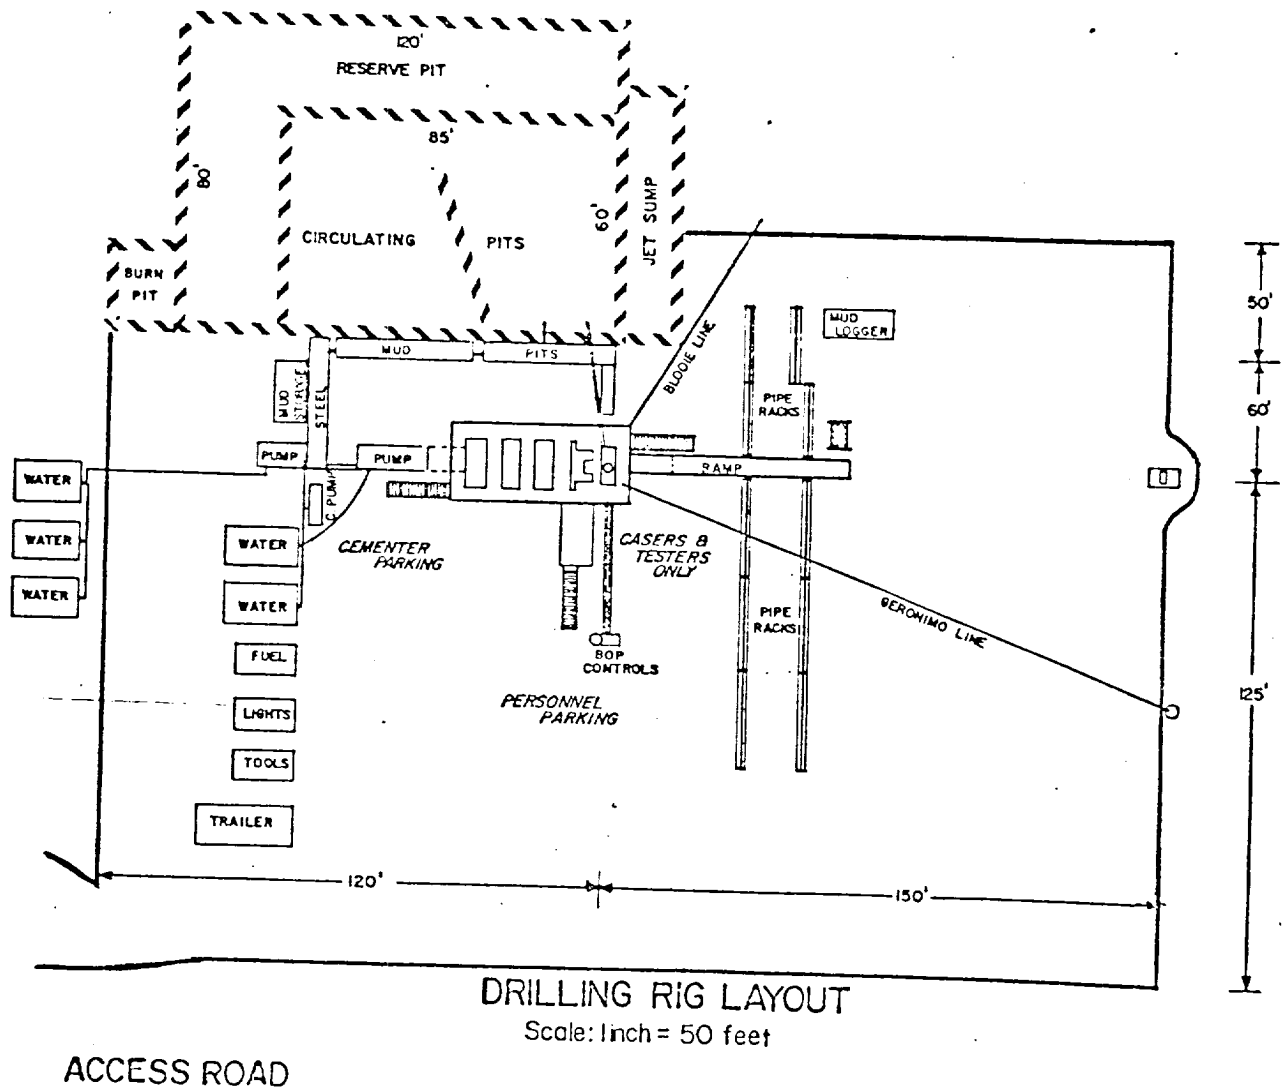 120'
RESERVE PIT
85'
80'
60'
JET SUMP
CIRCULATING PITS
BURN
PIT
50'
MUD
LOGGER
BLOOIE LINE
MUD PITS
MUD
STORAGE
STEEL
PIPE
RACKS
60'
PUMP
PUMP
RAMP
WATER
C PUMP
WATER
WATER
CEMENTER
PARKING
CASERS &
TESTERS
ONLY
WATER
WATER
GERONIMO LINE
PIPE
RACKS
FUEL
BOP
CONTROLS
125'
LIGHTS
PERSONNEL
PARKING
TOOLS
TRAILER
120'
150'
DRILLING RIG LAYOUT
Scale: 1inch = 50 feet
ACCESS ROAD